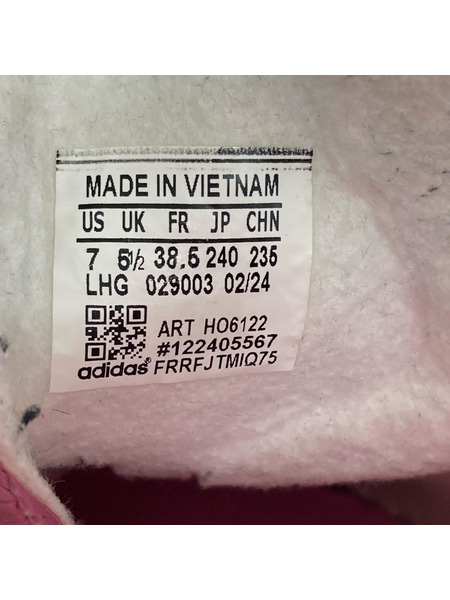 MADE IN VIETNAM
US UK FR JP CHN
7 5½ 38.5 240 235
LHG 029003 02/24
ART HO6122
#122405567
adidas® FRRFJTMIQ75